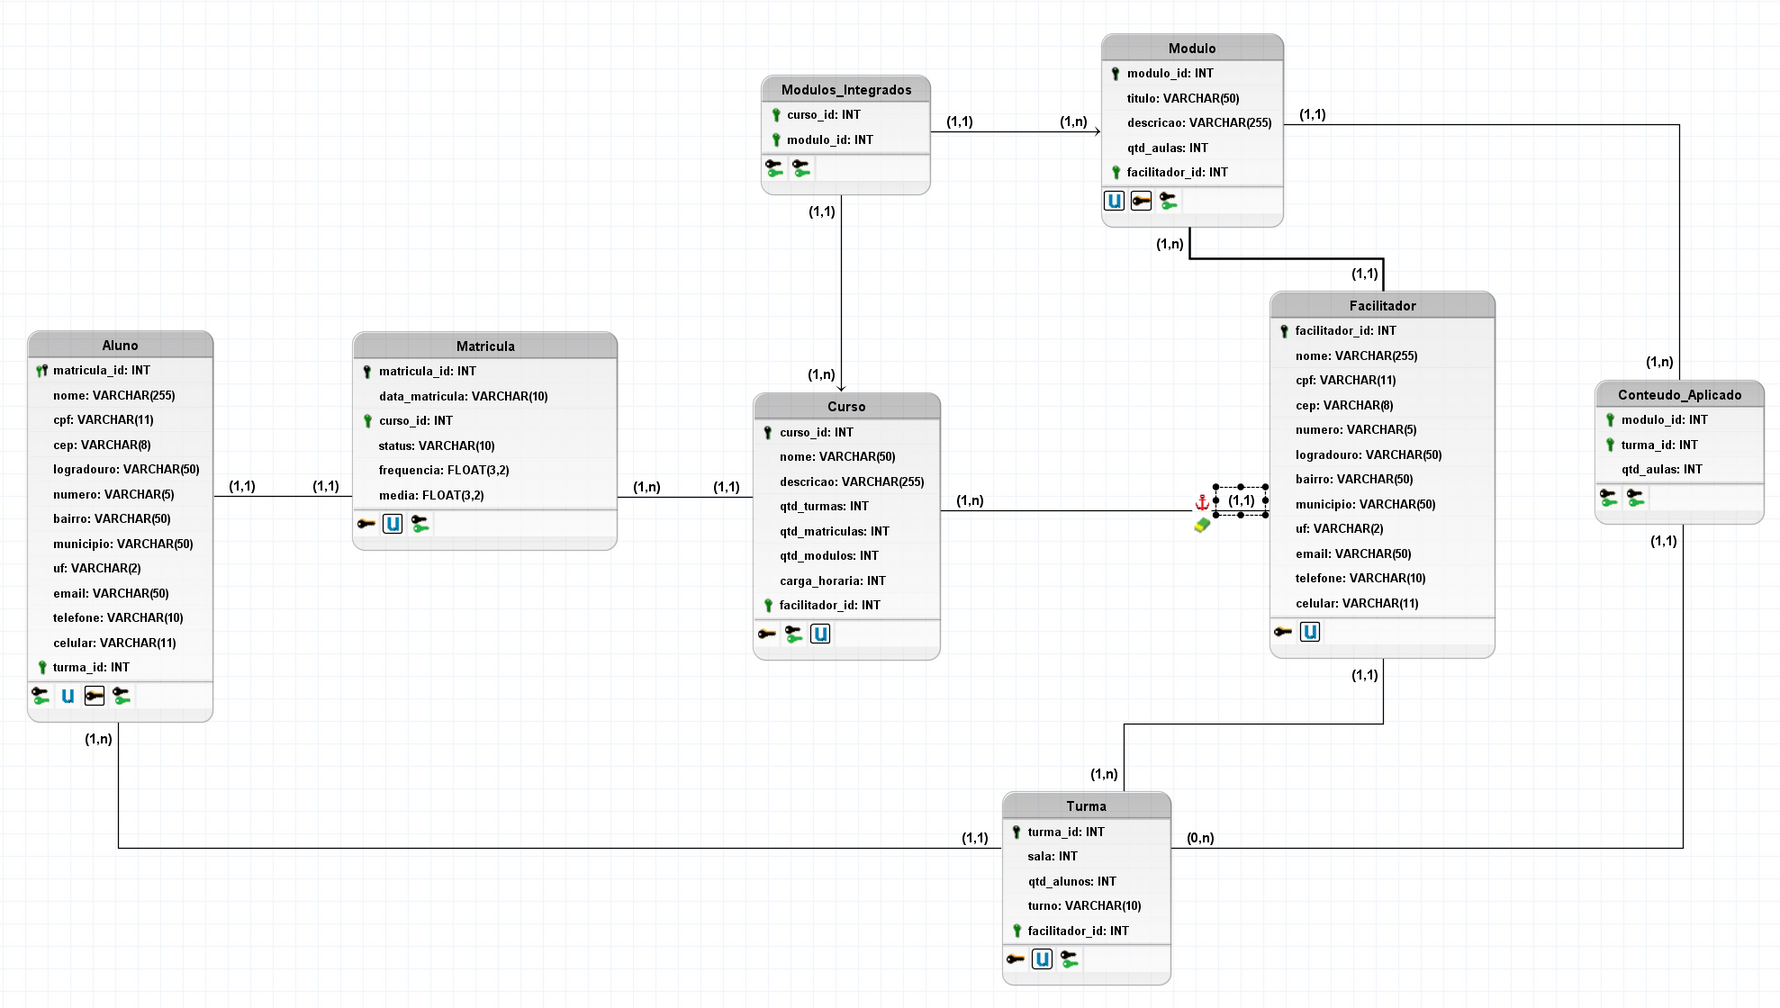 Modulo
modulo_id: INT
titulo: VARCHAR(50)
descricao: VARCHAR(255)
qtd_aulas: INT
facilitador_id: INT
(1,1)
(1,n)
Modulos_Integrados
curso_id: INT
modulo_id: INT
(1,1)
(1,n)
(1,1)
(1,n)
(1,1)
(1,n)
Aluno
matricula_id: INT
nome: VARCHAR(255)
cpf: VARCHAR(11)
cep: VARCHAR(8)
logradouro: VARCHAR(50)
numero: VARCHAR(5)
bairro: VARCHAR(50)
municipio: VARCHAR(50)
uf: VARCHAR(2)
email: VARCHAR(50)
telefone: VARCHAR(10)
celular: VARCHAR(11)
turma_id: INT
u
(1,1)
(1,1)
(1,n)
Matricula
matricula_id: INT
data_matricula: VARCHAR(10)
curso_id: INT
status: VARCHAR(10)
frequencia: FLOAT(3,2)
media: FLOAT(3,2)
u
(1,n)
(1,1)
Curso
curso_id: INT
nome: VARCHAR(50)
descricao: VARCHAR(255)
qtd_turmas: INT
qtd_matriculas: INT
qtd_modulos: INT
carga_horaria: INT
facilitador_id: INT
u
(1,n)
(1,1)
Facilitador
facilitador_id: INT
nome: VARCHAR(255)
cpf: VARCHAR(11)
cep: VARCHAR(8)
numero: VARCHAR(5)
logradouro: VARCHAR(50)
bairro: VARCHAR(50)
municipio: VARCHAR(50)
uf: VARCHAR(2)
email: VARCHAR(50)
telefone: VARCHAR(10)
celular: VARCHAR(11)
u
(1,1)
(1,n)
Conteudo_Aplicado
modulo_id: INT
turma_id: INT
qtd_aulas: INT
(1,1)
(1,n)
(1,1)
(0,n)
Turma
turma_id: INT
sala: INT
qtd_alunos: INT
turno: VARCHAR(10)
facilitador_id: INT
u
u